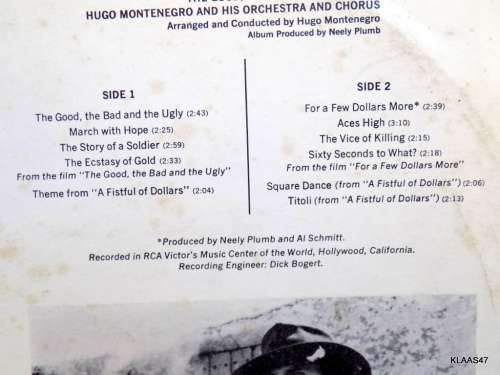 HUGO MONTENEGRO AND HIS ORCHESTRA AND CHORUS
Arranged and Conducted by Hugo Montenegro
Album Produced by Neely Plumb
SIDE 1
The Good, the Bad and the Ugly (2:43)
March with Hope (2:25)
The Story of a Soldier (2:59)
The Ecstasy of Gold (2:33)
From the film "The Good, the Bad and the Ugly"
Theme from "A Fistful of Dollars" (2:04)
SIDE 2
For a Few Dollars More* (2:39)
Aces High (3:10)
The Vice of Killing (2:15)
Sixty Seconds to What? (2:18)
From the film "For a Few Dollars More"
Square Dance (from "A Fistful of Dollars") (2:06)
Titoli (from "A Fistful of Dollars") (2:13)
*Produced by Neely Plumb and Al Schmitt.
Recorded in RCA Victor's Music Center of the World, Hollywood, California.
Recording Engineer: Dick Bogert.
KLAAS47